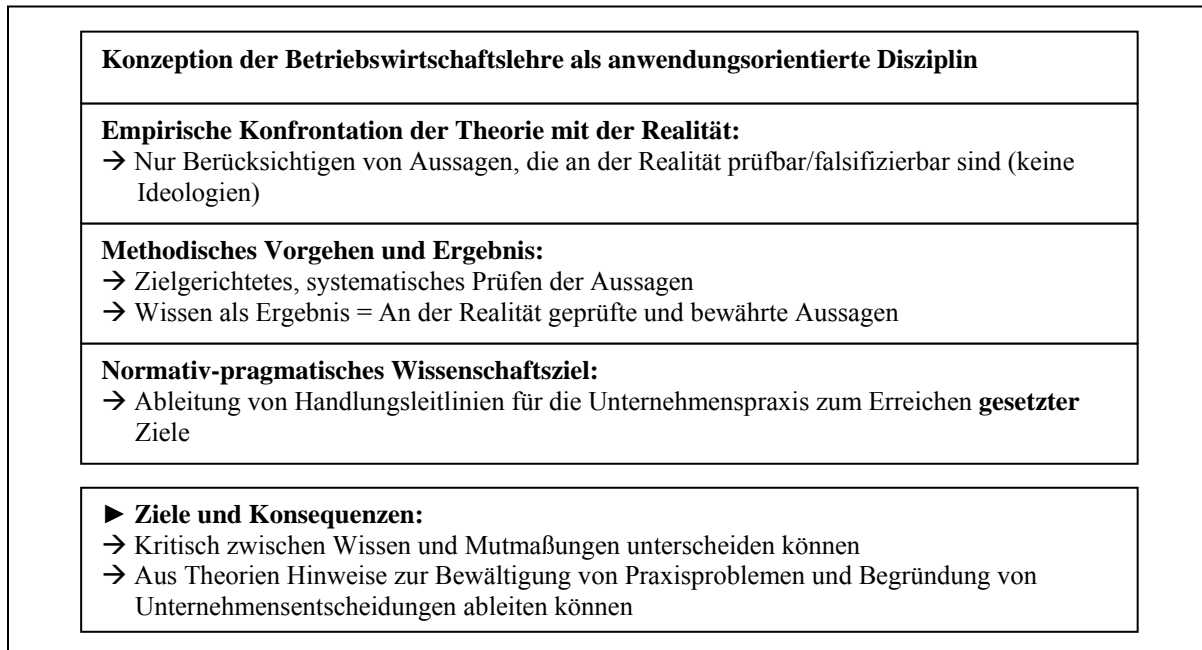 Konzeption der Betriebswirtschaftslehre als anwendungsorientierte Disziplin
Empirische Konfrontation der Theorie mit der Realität:
→ Nur Berücksichtigen von Aussagen, die an der Realität prüfbar/falsifizierbar sind (keine
Ideologien)
Methodisches Vorgehen und Ergebnis:
→ Zielgerichtetes, systematisches Prüfen der Aussagen
→ Wissen als Ergebnis = An der Realität geprüfte und bewährte Aussagen
Normativ-pragmatisches Wissenschaftsziel:
→ Ableitung von Handlungsleitlinien für die Unternehmenspraxis zum Erreichen gesetzter
Ziele
► Ziele und Konsequenzen:
→ Kritisch zwischen Wissen und Mutmaßungen unterscheiden können
→ Aus Theorien Hinweise zur Bewältigung von Praxisproblemen und Begründung von
Unternehmensentscheidungen ableiten können